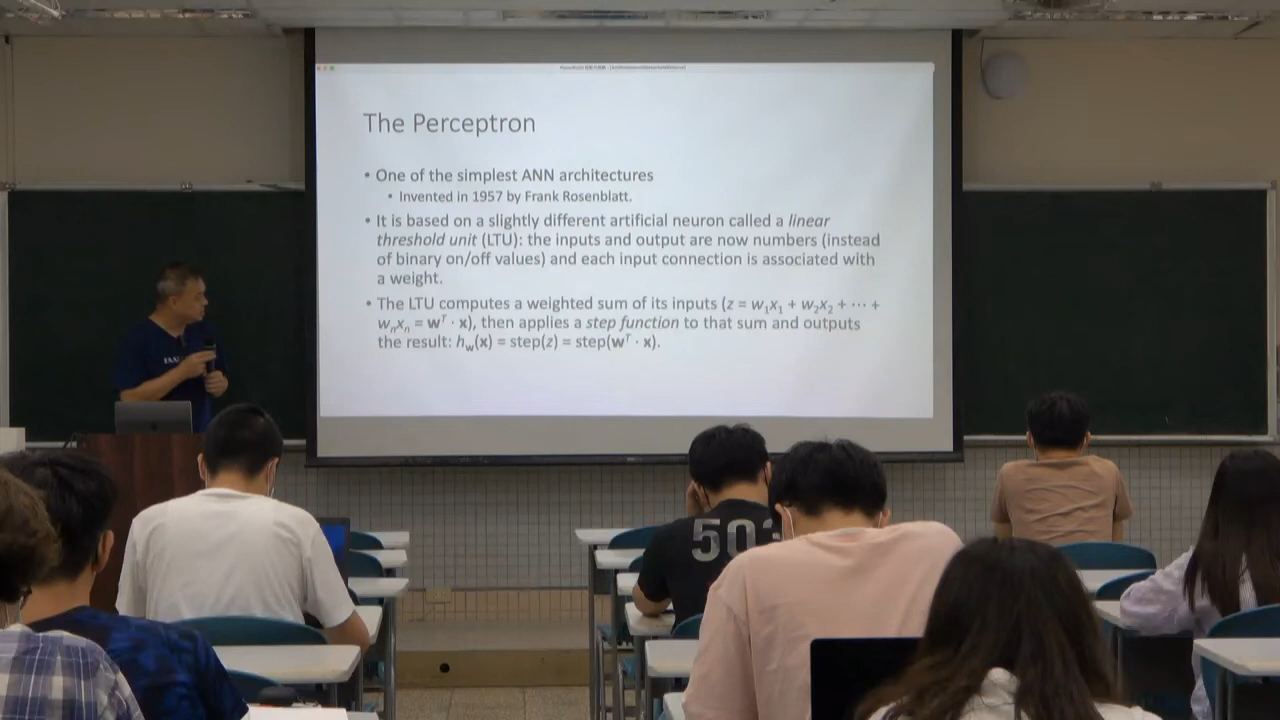 The Perceptron
• One of the simplest ANN architectures
• Invented in 1957 by Frank Rosenblatt.
• It is based on a slightly different artificial neuron called a linear
threshold unit (LTU): the inputs and output are now numbers (instead
of binary on/off values) and each input connection is associated with
a weight.
• The LTU computes a weighted sum of its inputs (z = w₁x₁ + w₂x₂ + ⋯ +
wₙxₙ = wᵀ · x), then applies a step function to that sum and outputs
the result: h_w(x) = step(z) = step(wᵀ · x).
503